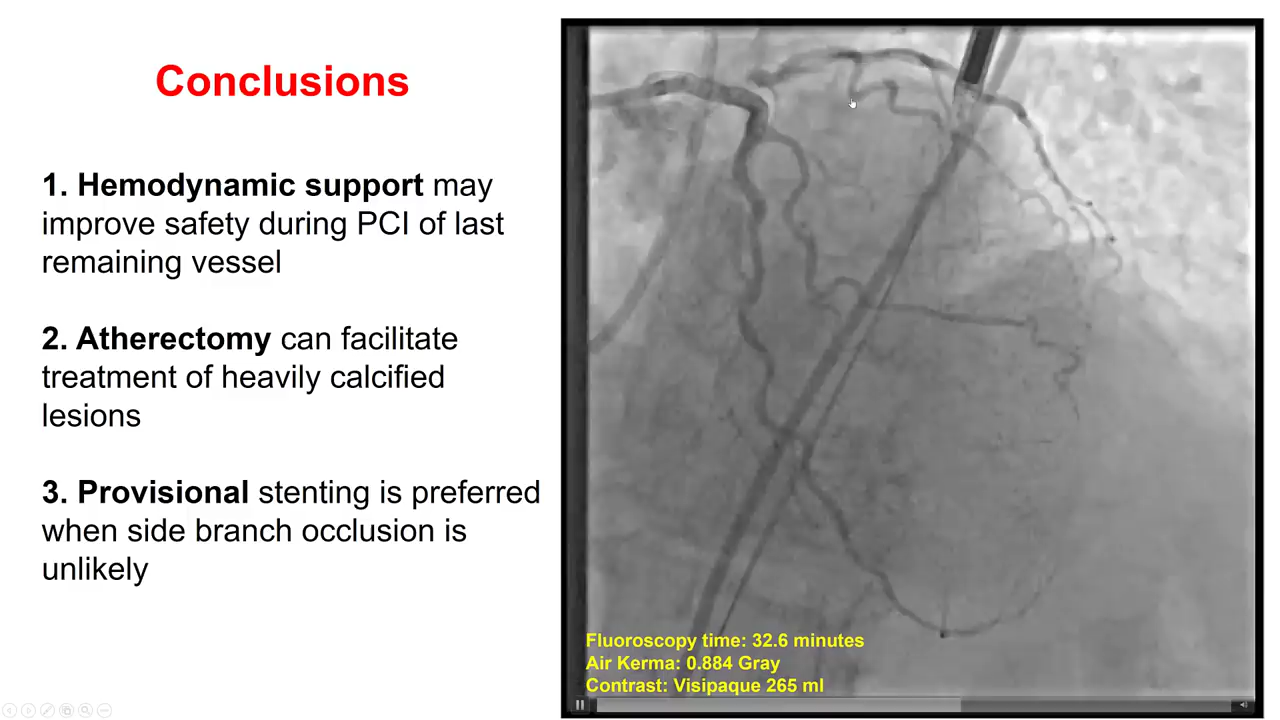 Conclusions
1. Hemodynamic support may
improve safety during PCI of last
remaining vessel
2. Atherectomy can facilitate
treatment of heavily calcified
lesions
3. Provisional stenting is preferred
when side branch occlusion is
unlikely
Fluoroscopy time: 32.6 minutes
Air Kerma: 0.884 Gray
Contrast: Visipaque 265 ml